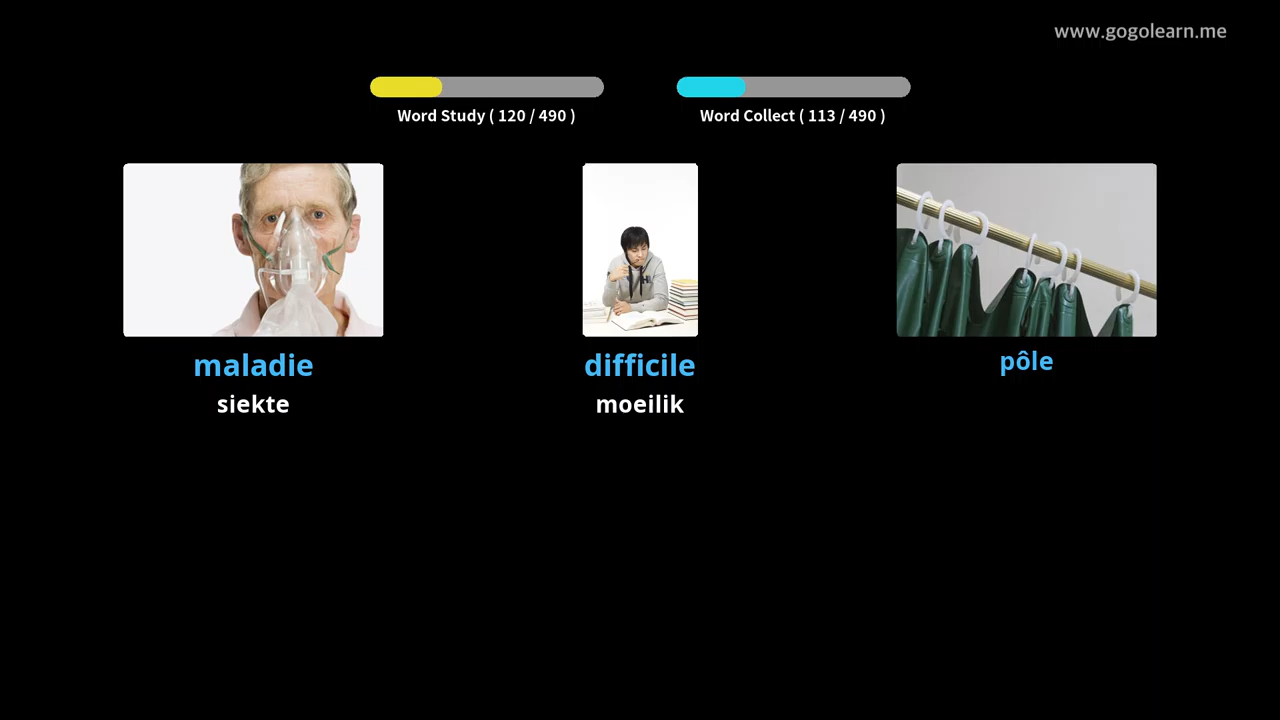 www.gogolearn.me
Word Study ( 120 / 490 )
Word Collect ( 113 / 490 )
maladie
siekte
difficile
moeilik
pôle